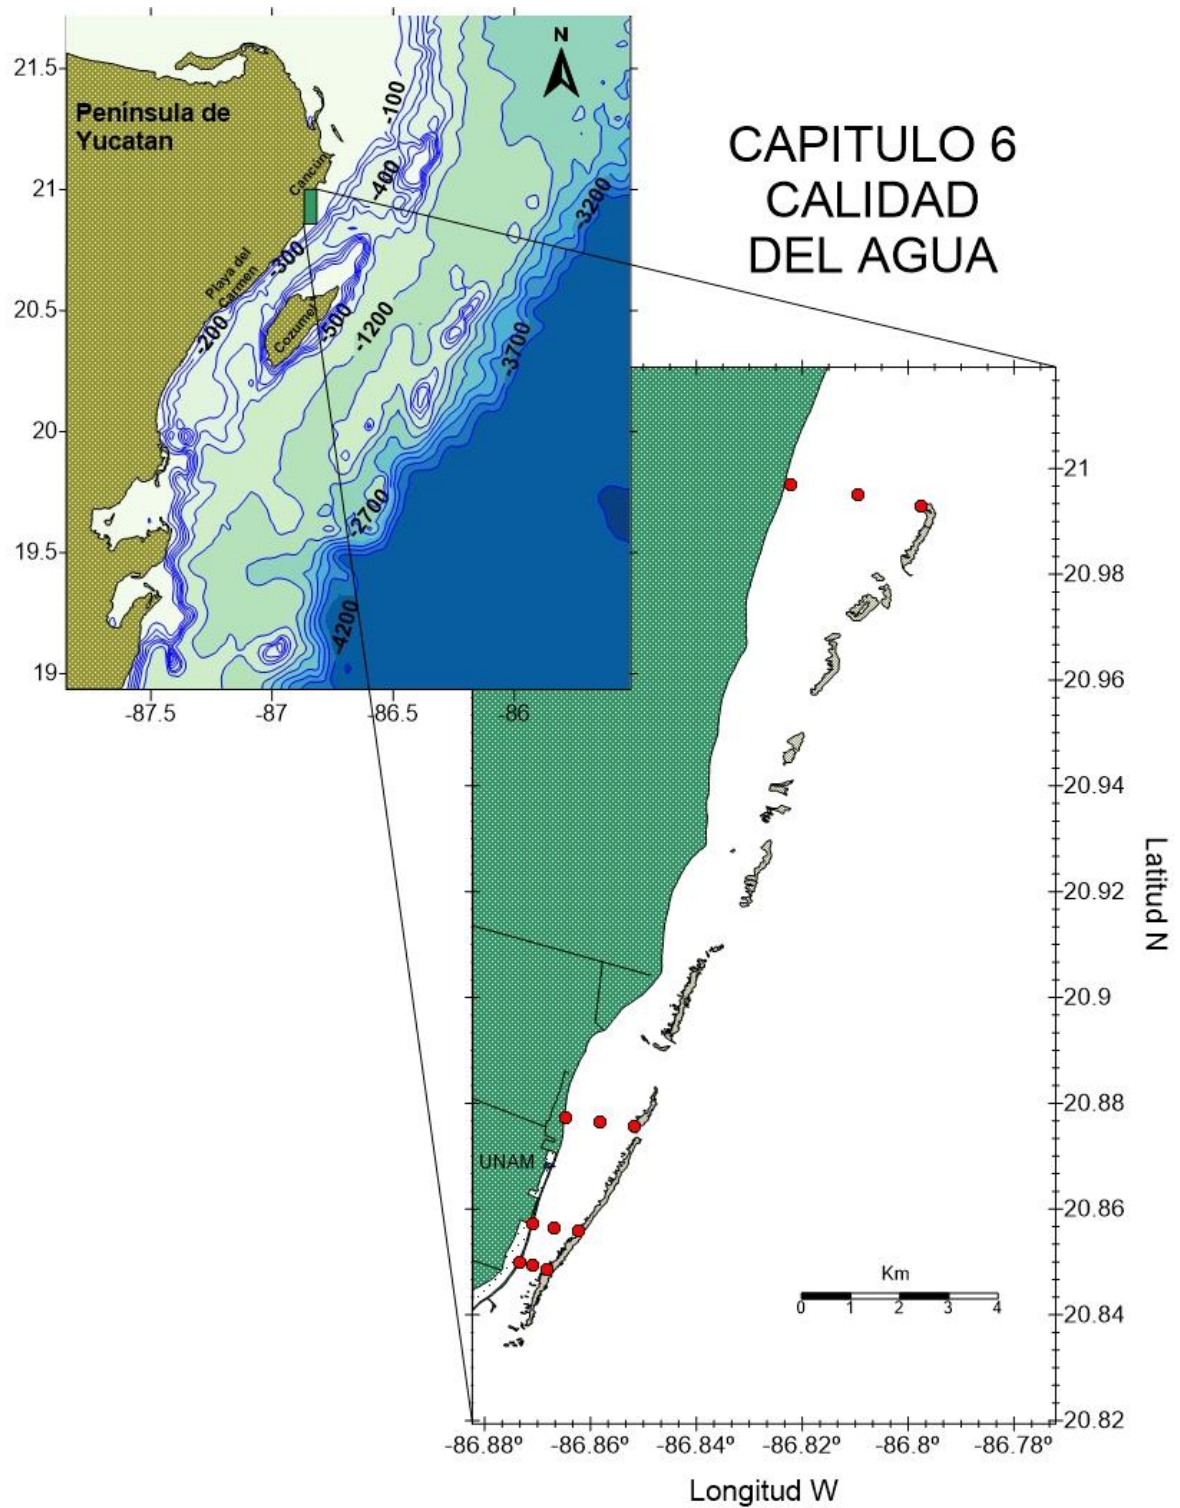 N
21.5
Península de
Yucatan
-100
CAPITULO 6
CALIDAD
DEL AGUA
Cancún
-400
21
-3200
-300
Playa del
Carmen
20.5
-200
Cozumel
-500
-1200
-3700
20
-2700
19.5
-4200
19
-87.5
-87
-86.5
-86
21
20.98
20.96
20.94
20.92
20.9
20.88
20.86
20.84
20.82
Latitud N
UNAM
Km
0 1 2 3 4
-86.88º -86.86º -86.84º -86.82º -86.8º -86.78º
Longitud W